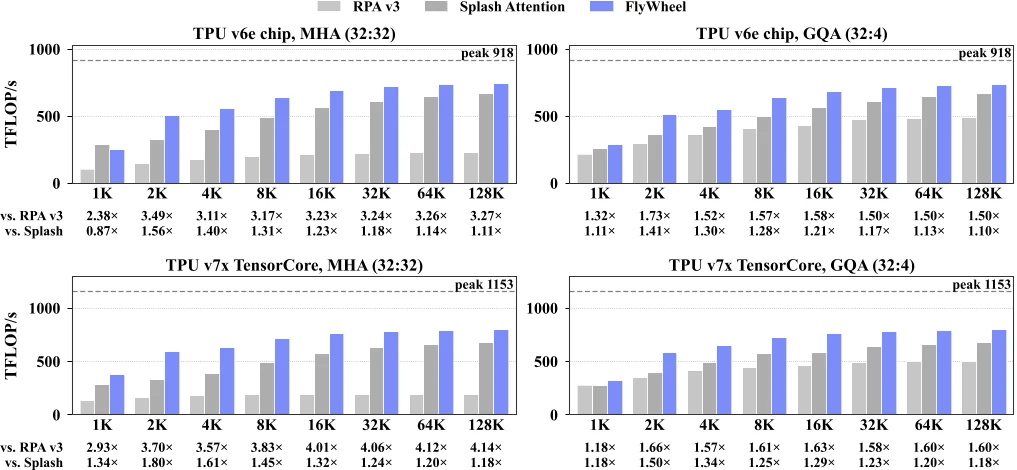 RPA v3 Splash Attention FlyWheel
TPU v6e chip, MHA (32:32)
TFLOP/s
1000
500
0
peak 918
1K 2K 4K 8K 16K 32K 64K 128K
vs. RPA v3 2.38× 3.49× 3.11× 3.17× 3.23× 3.24× 3.26× 3.27×
vs. Splash 0.87× 1.56× 1.40× 1.31× 1.23× 1.18× 1.14× 1.11×
TPU v6e chip, GQA (32:4)
1000
500
0
peak 918
1K 2K 4K 8K 16K 32K 64K 128K
1.32× 1.73× 1.52× 1.57× 1.58× 1.50× 1.50× 1.50×
1.11× 1.41× 1.30× 1.28× 1.21× 1.17× 1.13× 1.10×
TPU v7x TensorCore, MHA (32:32)
TFLOP/s
1000
500
0
peak 1153
1K 2K 4K 8K 16K 32K 64K 128K
vs. RPA v3 2.93× 3.70× 3.57× 3.83× 4.01× 4.06× 4.12× 4.14×
vs. Splash 1.34× 1.80× 1.61× 1.45× 1.32× 1.24× 1.20× 1.18×
TPU v7x TensorCore, GQA (32:4)
1000
500
0
peak 1153
1K 2K 4K 8K 16K 32K 64K 128K
1.18× 1.66× 1.57× 1.61× 1.63× 1.58× 1.60× 1.60×
1.18× 1.50× 1.34× 1.25× 1.29× 1.23× 1.20× 1.18×